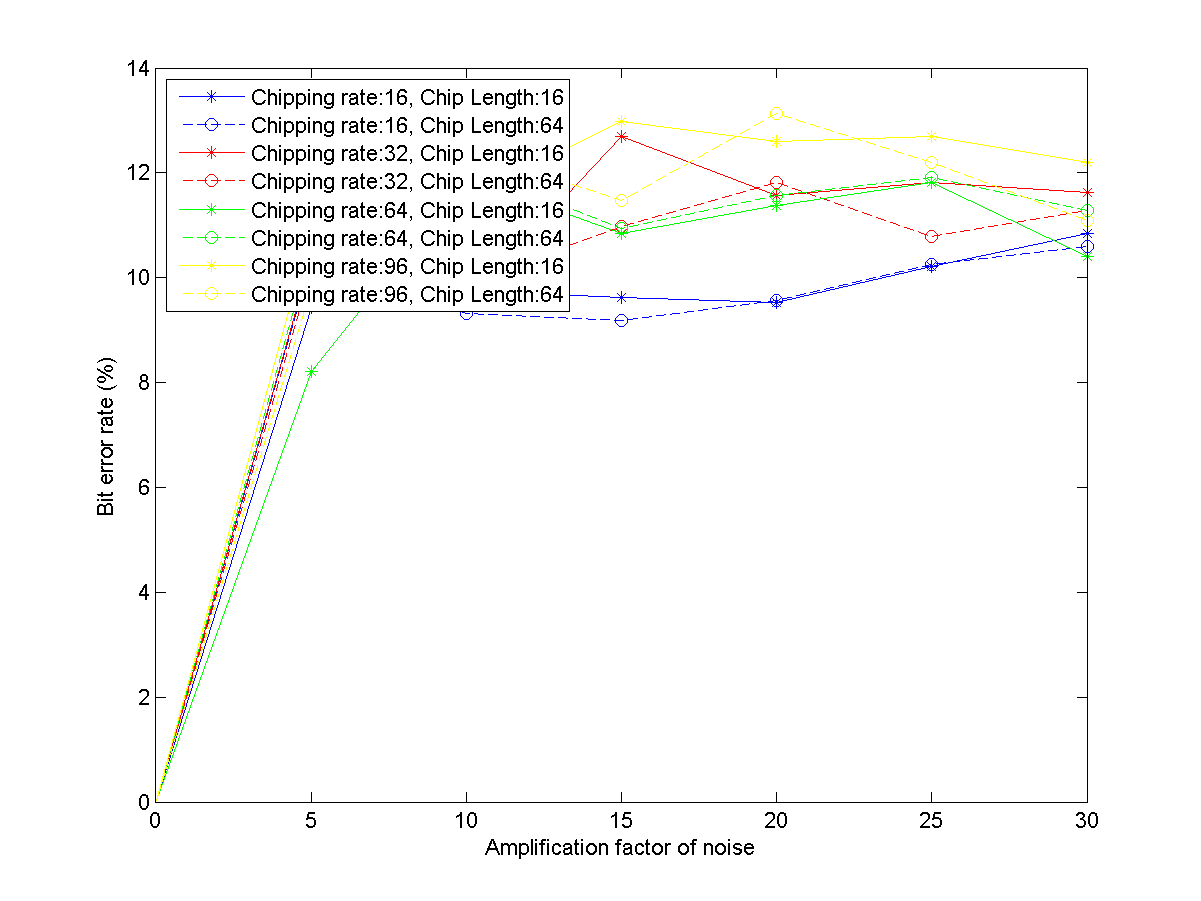 14
12
10
8
6
4
2
0
Bit error rate (%)
Chipping rate:16, Chip Length:16
Chipping rate:16, Chip Length:64
Chipping rate:32, Chip Length:16
Chipping rate:32, Chip Length:64
Chipping rate:64, Chip Length:16
Chipping rate:64, Chip Length:64
Chipping rate:96, Chip Length:16
Chipping rate:96, Chip Length:64
0 5 10 15 20 25 30
Amplification factor of noise